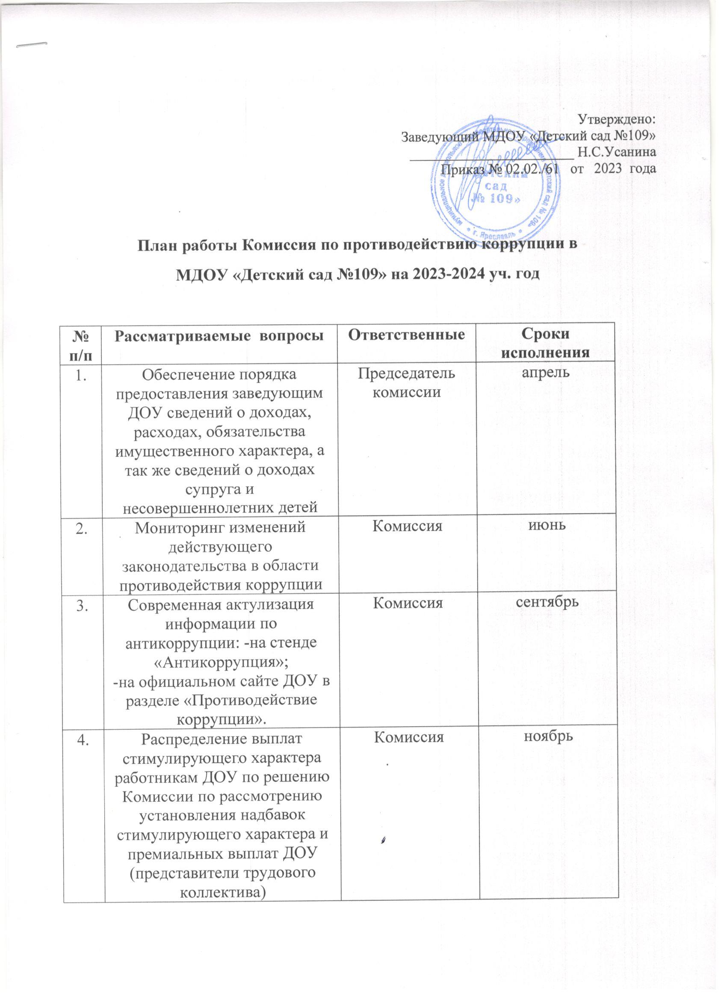 Утверждено:
Заведующий МДОУ «Детский сад №109»
Н.С.Усанина
Приказ № 02.02./61 от 2023 года
детский
сад
№ 109»
г. Ярославль
План работы Комиссия по противодействию коррупции в
МДОУ «Детский сад №109» на 2023-2024 уч. год
№
п/п
Рассматриваемые вопросы
Ответственные
Сроки
исполнения
1.
Обеспечение порядка
предоставления заведующим
ДОУ сведений о доходах,
расходах, обязательства
имущественного характера, а
так же сведений о доходах
супруга и
несовершеннолетних детей
Председатель
комиссии
апрель
2.
Мониторинг изменений
действующего
законодательства в области
противодействия коррупции
Комиссия
июнь
3.
Современная актулизация
информации по
антикоррупции: -на стенде
«Антикоррупция»;
-на официальном сайте ДОУ в
разделе «Противодействие
коррупции».
Комиссия
сентябрь
4.
Распределение выплат
стимулирующего характера
работникам ДОУ по решению
Комиссии по рассмотрению
установления надбавок
стимулирующего характера и
премиальных выплат ДОУ
(представители трудового
коллектива)
Комиссия
ноябрь